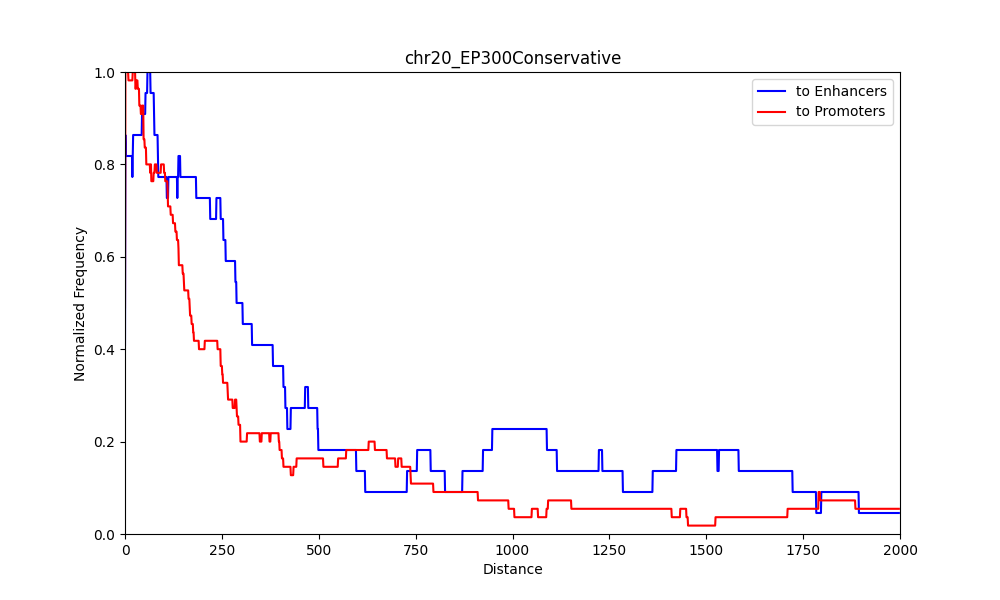 chr20_EP300Conservative
to Enhancers
to Promoters
1.0
0.8
0.6
0.4
0.2
0.0
Normalized Frequency
0 250 500 750 1000 1250 1500 1750 2000
Distance